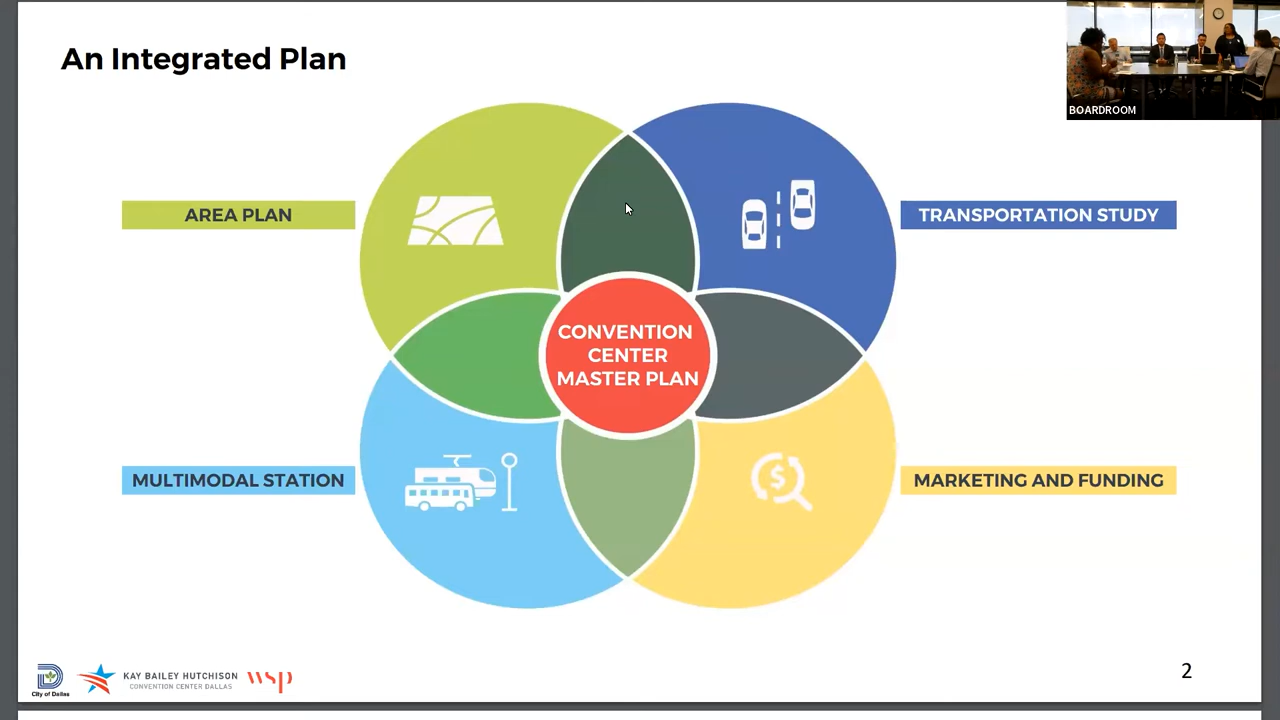 An Integrated Plan
BOARDROOM
AREA PLAN
TRANSPORTATION STUDY
CONVENTION
CENTER
MASTER PLAN
MULTIMODAL STATION
MARKETING AND FUNDING
$
D
City of Dallas
KAY BAILEY HUTCHISON
CONVENTION CENTER DALLAS
wsp
2